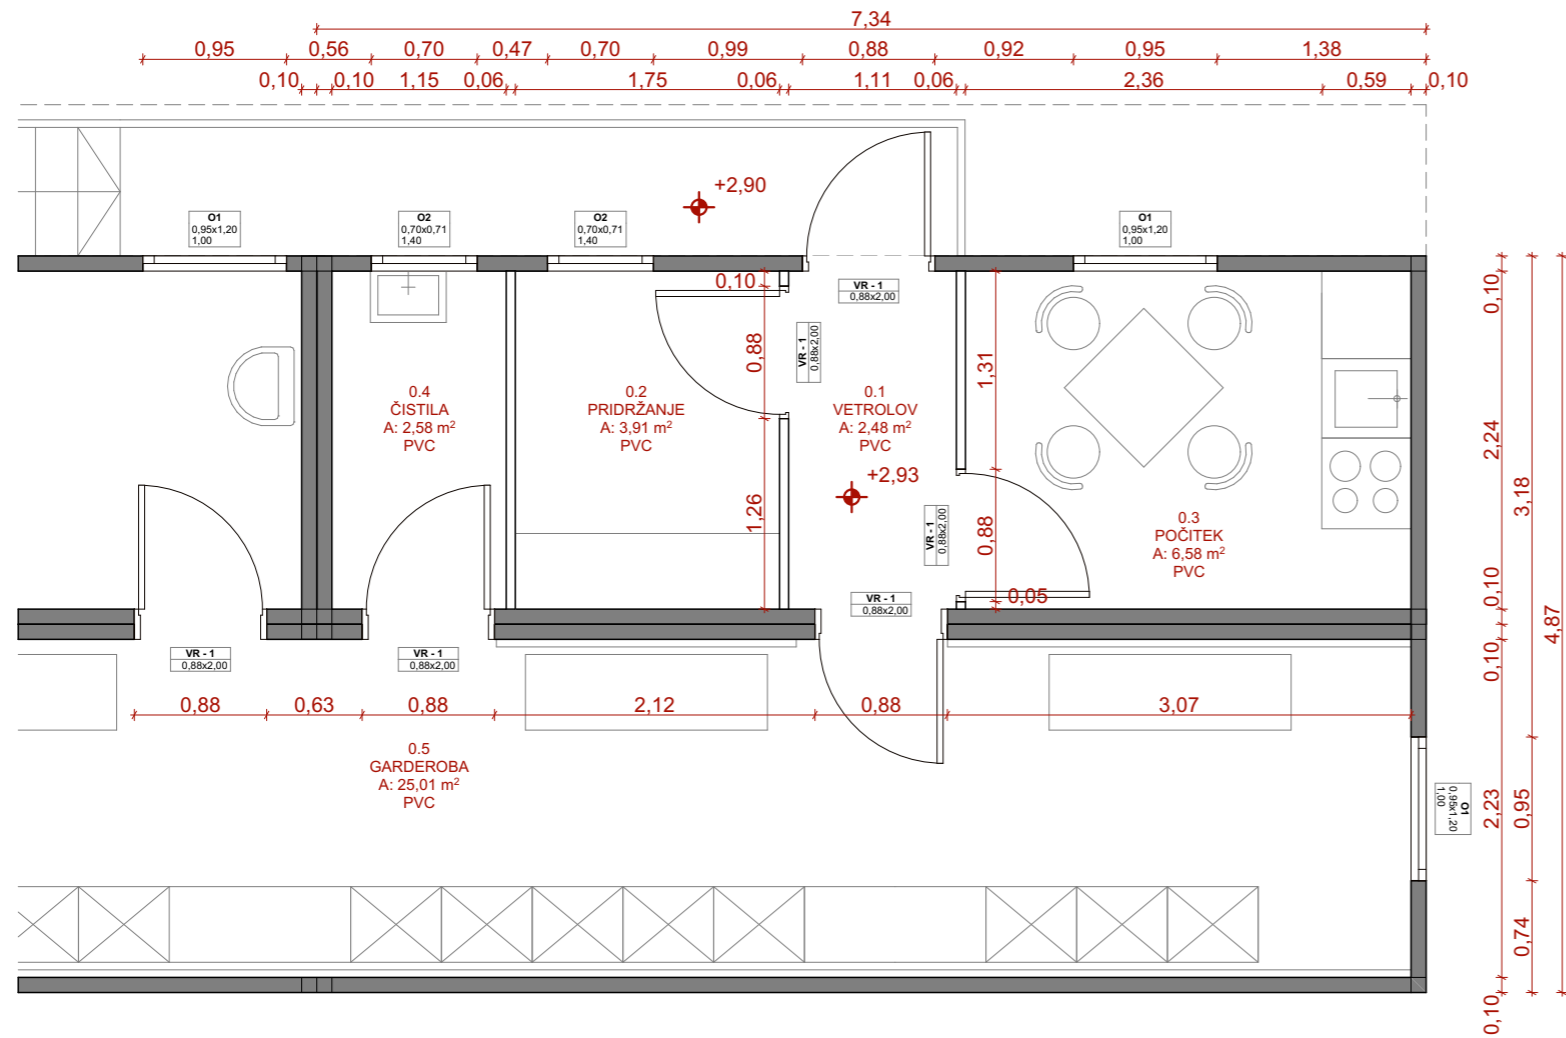 7,34
0,95 0,56 0,70 0,47 0,70 0,99 0,88 0,92 0,95 1,38
0,10 0,10 1,15 0,06 1,75 0,06 1,11 0,06 2,36 0,59 0,10
+2,90
O1
0,95x1,20
1,00
O2
0,70x0,71
1,40
O2
0,70x0,71
1,40
O1
0,95x1,20
1,00
0,10
VR - 1
0,88x2,00
VR - 1
0,88x2,00
0,88
1,31
0,10
0.4
ČISTILA
A: 2,58 m²
PVC
0.2
PRIDRŽANJE
A: 3,91 m²
PVC
0.1
VETROLOV
A: 2,48 m²
PVC
2,24
3,18
+2,93
1,26
VR - 1
0,88x2,00
0,88
0.3
POČITEK
A: 6,58 m²
PVC
VR - 1
0,88x2,00
0,05
0,10
4,87
VR - 1
0,88x2,00
VR - 1
0,88x2,00
0,10
0,88 0,63 0,88 2,12 0,88 3,07
0.5
GARDEROBA
A: 25,01 m²
PVC
O1
0,95x1,20
1,00
2,23
0,95
0,74
0,10